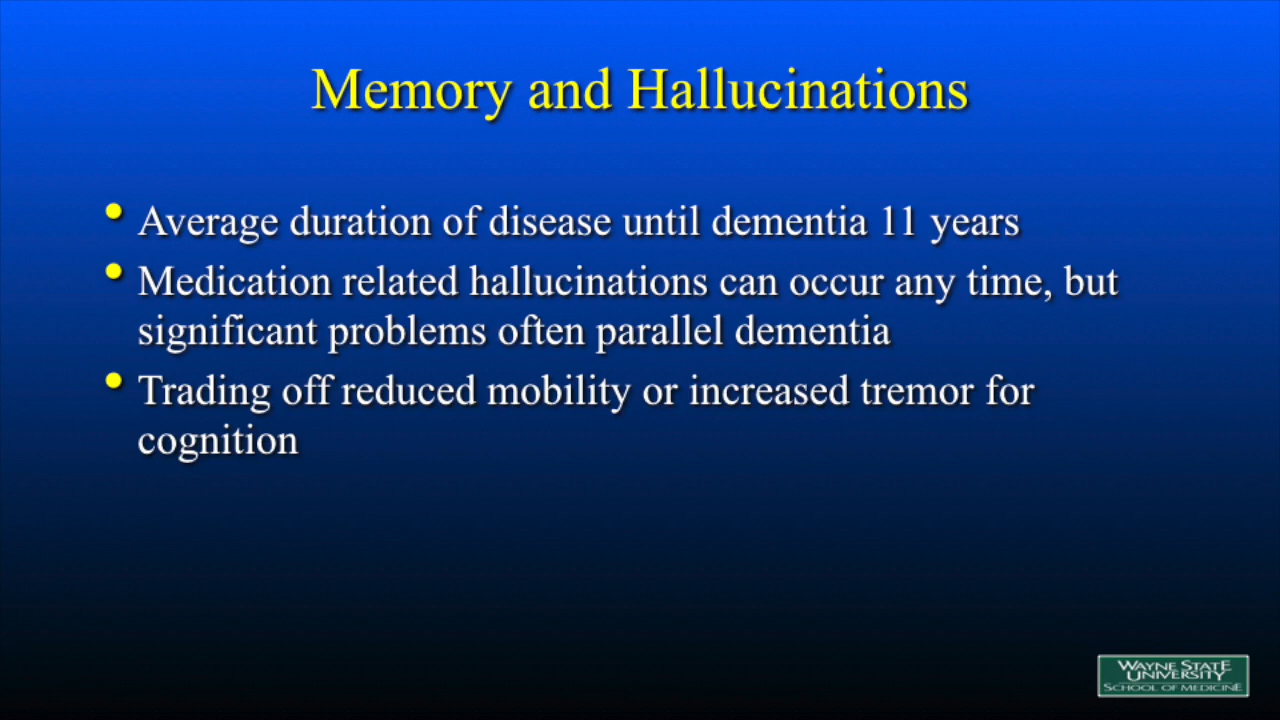 Memory and Hallucinations
• Average duration of disease until dementia 11 years
• Medication related hallucinations can occur any time, but
significant problems often parallel dementia
• Trading off reduced mobility or increased tremor for
cognition
WAYNE STATE
UNIVERSITY
SCHOOL OF MEDICINE